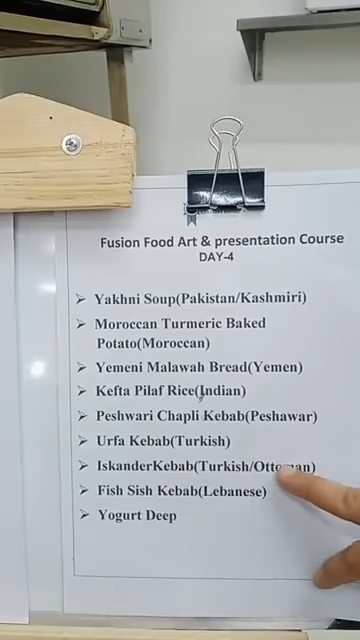 Fusion Food Art & presentation Course
DAY-4
Yakhni Soup(Pakistan/Kashmiri)
Moroccan Turmeric Baked
Potato(Moroccan)
Yemeni Malawah Bread(Yemen)
Kefta Pilaf Rice(Indian)
Peshwari Chapli Kebab(Peshawar)
Urfa Kebab(Turkish)
IskanderKebab(Turkish/Ottoman)
Fish Sish Kebab(Lebanese)
Yogurt Deep